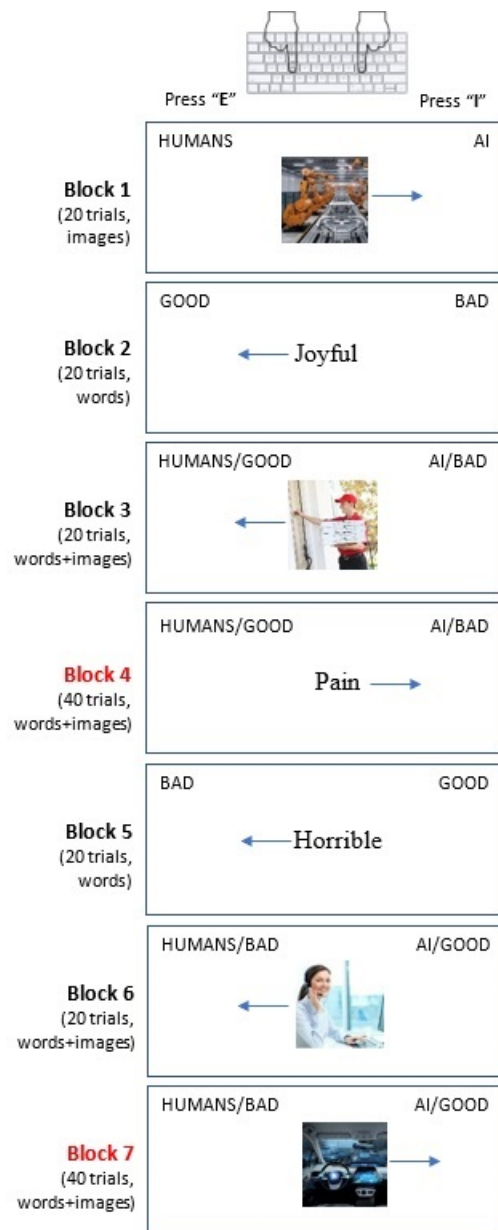 Press “E” Press “I”
HUMANS AI
Block 1
(20 trials,
images)
GOOD BAD
Block 2
(20 trials,
words)
Joyful
HUMANS/GOOD AI/BAD
Block 3
(20 trials,
words+images)
HUMANS/GOOD AI/BAD
Block 4
(40 trials,
words+images)
Pain
BAD GOOD
Block 5
(20 trials,
words)
Horrible
HUMANS/BAD AI/GOOD
Block 6
(20 trials,
words+images)
HUMANS/BAD AI/GOOD
Block 7
(40 trials,
words+images)